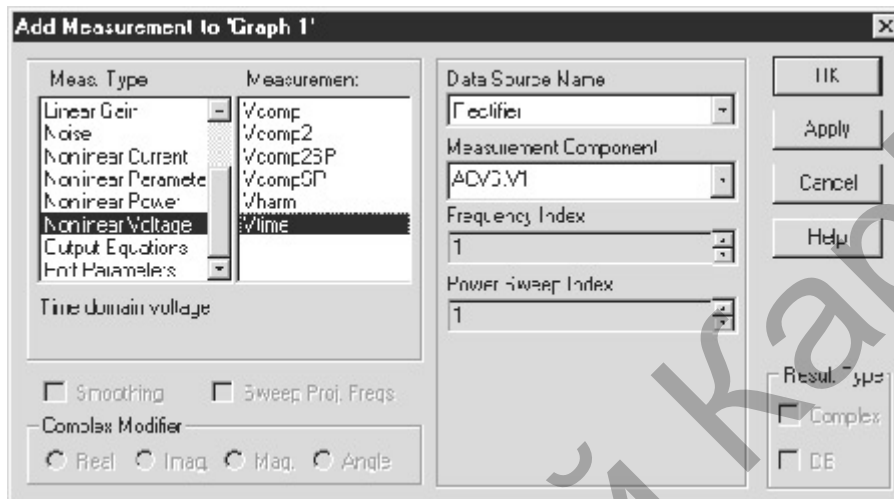 Add Measurement to 'Graph 1'
Meas. Type
Measurement
Linear Gain
Noise
Nonlinear Current
Nonlinear Paramete
Nonlinear Power
Nonlinear Voltage
Output Equations
Port Parameters
Vcomp
Vcomp2
Vcomp2SP
VcompSP
Vharm
Vtime
Time domain voltage
Smoothing
Sweep Proj. Freqs
Complex Modifier
Real
Imag.
Mag.
Angle
Data Source Name
Rectifier
Measurement Component
ACVS.V1
Frequency Index
1
Power Sweep Index
1
OK
Apply
Cancel
Help
Result Type
Complex
DB
й Кар